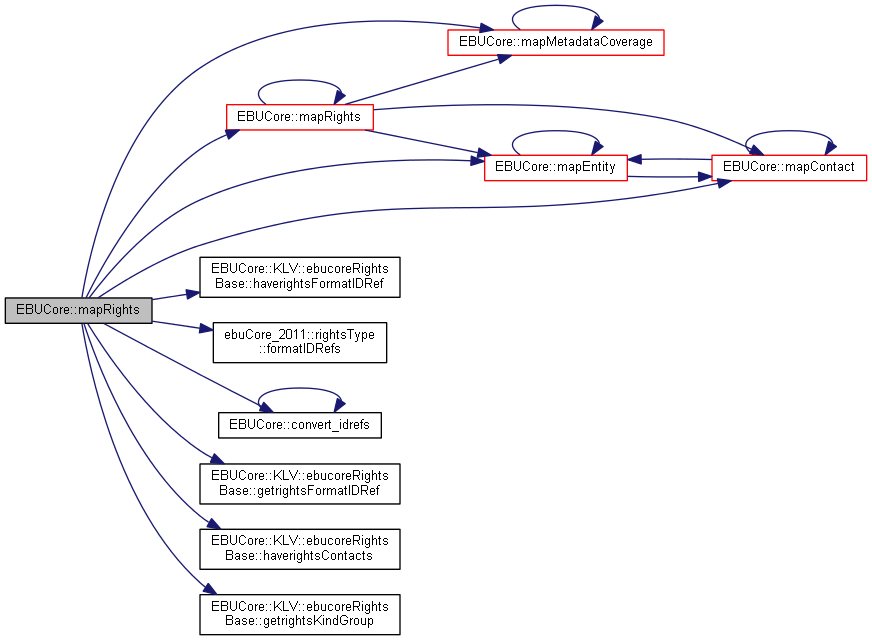 EBUCore::mapMetadataCoverage
EBUCore::mapRights
EBUCore::mapEntity
EBUCore::mapContact
EBUCore::KLV::ebucoreRights
Base::haverightsFormatIDRef
EBUCore::mapRights
ebuCore_2011::rightsType
::formatIDRefs
EBUCore::convert_idrefs
EBUCore::KLV::ebucoreRights
Base::getrightsFormatIDRef
EBUCore::KLV::ebucoreRights
Base::haverightsContacts
EBUCore::KLV::ebucoreRights
Base::getrightsKindGroup